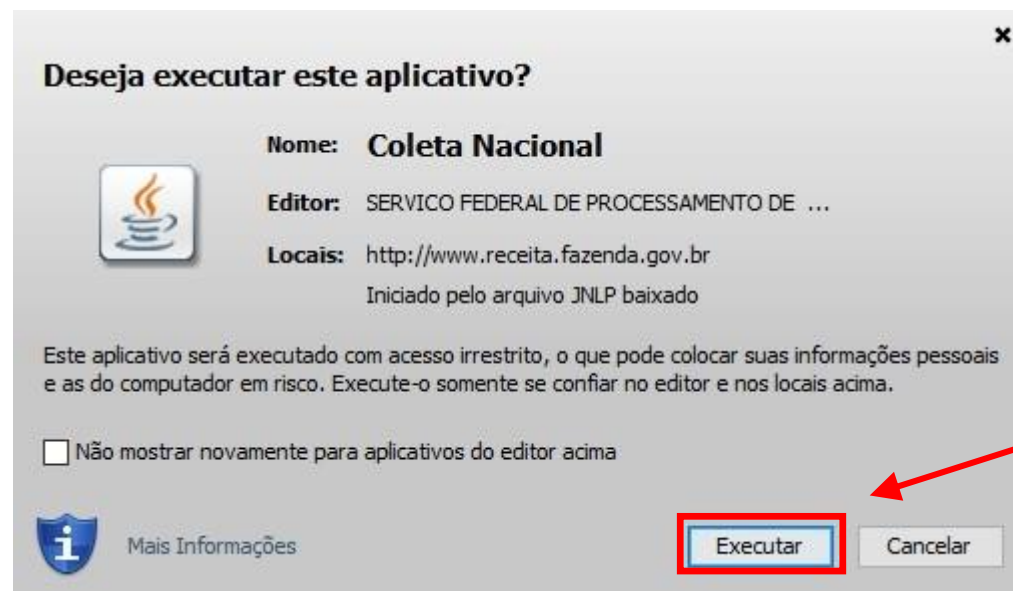 Deseja executar este aplicativo?
Nome: Coleta Nacional
Editor: SERVICO FEDERAL DE PROCESSAMENTO DE ...
Locais: http://www.receita.fazenda.gov.br
Iniciado pelo arquivo JNLP baixado
Este aplicativo será executado com acesso irrestrito, o que pode colocar suas informações pessoais
e as do computador em risco. Execute-o somente se confiar no editor e nos locais acima.
Não mostrar novamente para aplicativos do editor acima
Mais Informações
Executar
Cancelar